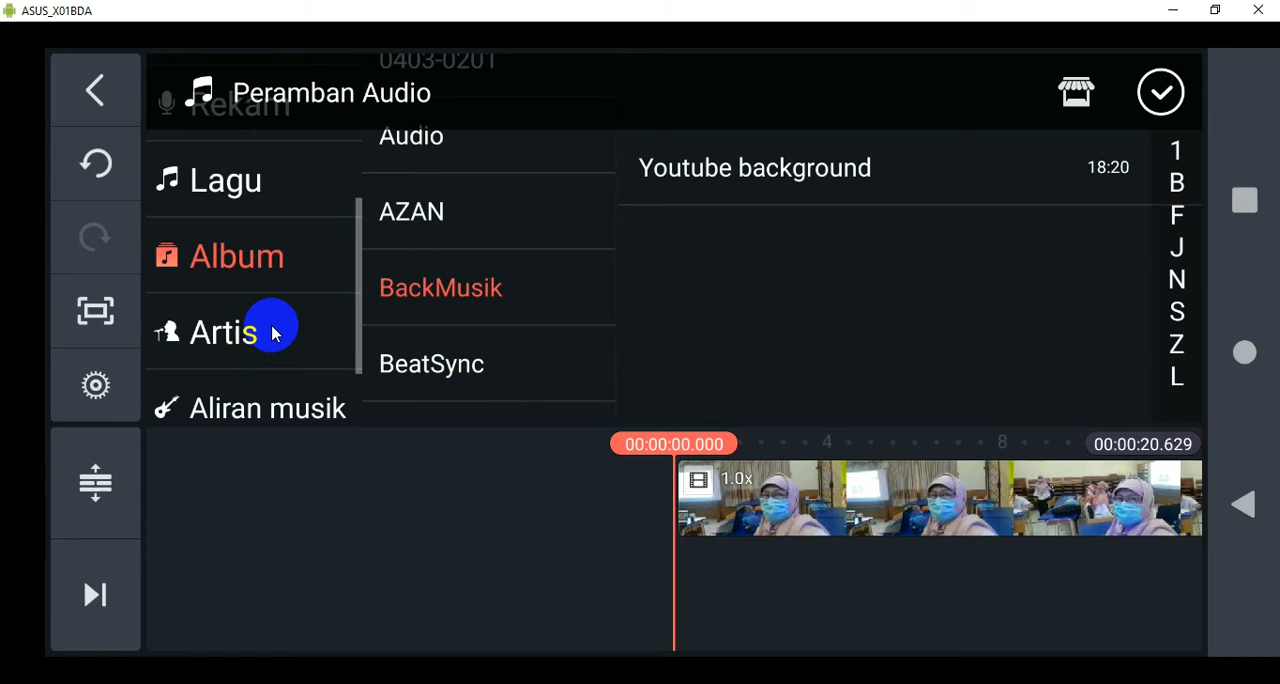 ASUS_X01BDA
0403-0201
Rekam
Peramban Audio
Audio
Lagu
Youtube background
18:20
1
B
F
J
N
S
Z
L
AZAN
Album
BackMusik
Artis
BeatSync
Aliran musik
00:00:00.000
4
8
00:00:20.629
1.0x